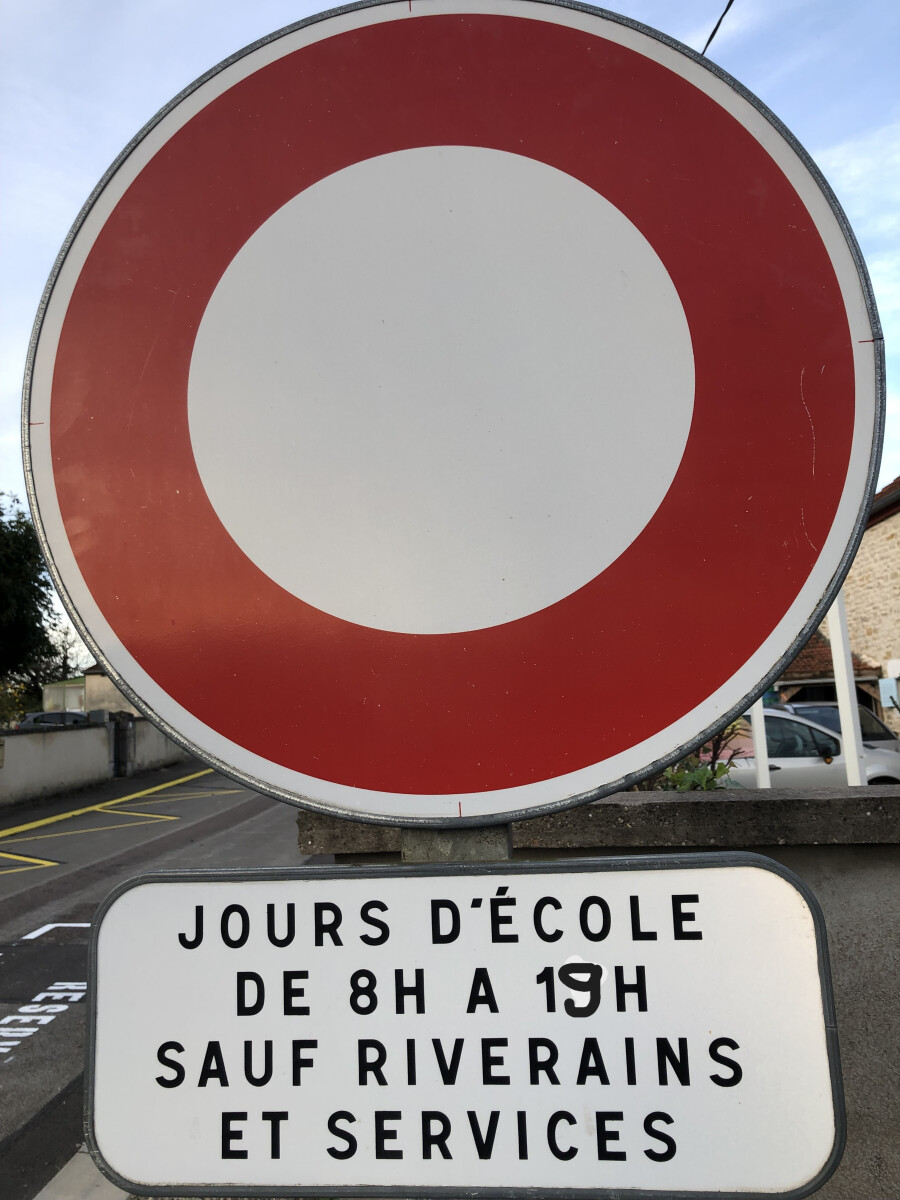 JOURS D'ÉCOLE
DE 8H A 19H
SAUF RIVERAINS
ET SERVICES